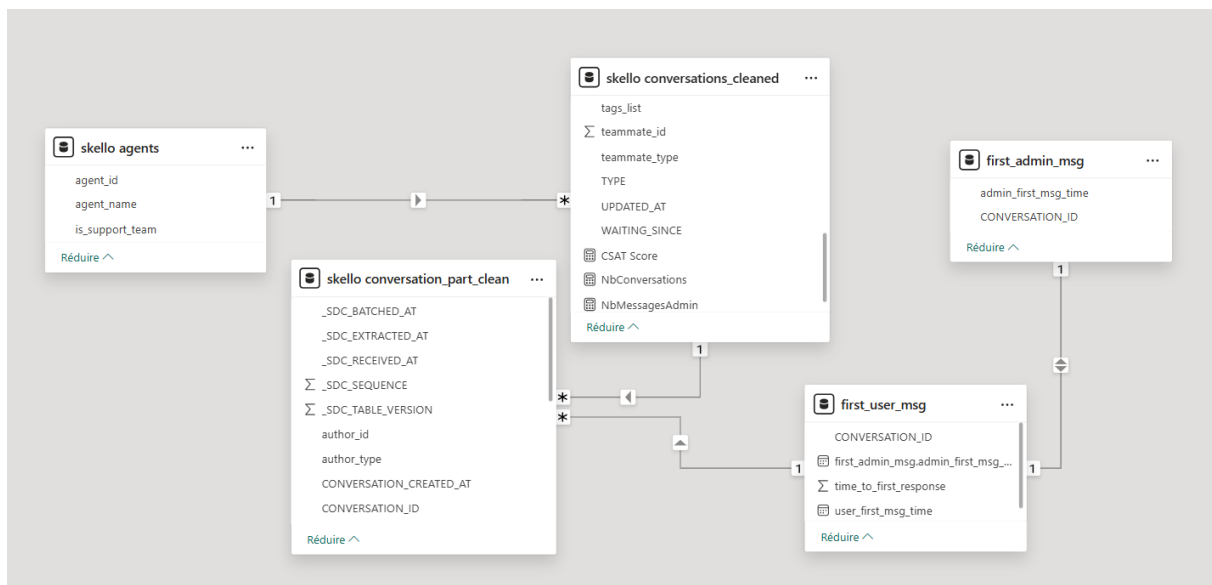 skello agents
agent_id
agent_name
is_support_team
Réduire
1
*
skello conversations_cleaned
tags_list
teammate_id
teammate_type
TYPE
UPDATED_AT
WAITING_SINCE
CSAT Score
NbConversations
NbMessagesAdmin
Réduire
1
first_admin_msg
admin_first_msg_time
CONVERSATION_ID
Réduire
1
skello conversation_part_clean
_SDC_BATCHED_AT
_SDC_EXTRACTED_AT
_SDC_RECEIVED_AT
_SDC_SEQUENCE
_SDC_TABLE_VERSION
author_id
author_type
CONVERSATION_CREATED_AT
CONVERSATION_ID
Réduire
*
*
first_user_msg
CONVERSATION_ID
first_admin_msg.admin_first_msg_...
time_to_first_response
user_first_msg_time
Réduire
1
1